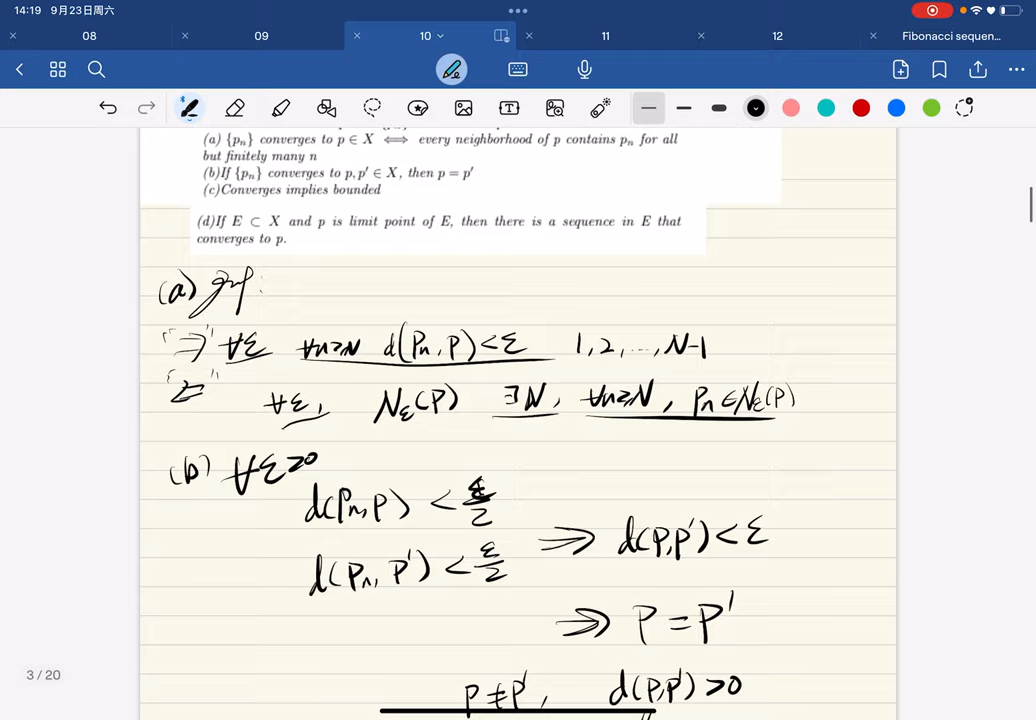 14:19 9月23日周六
08 09 10 11 12 Fibonacci sequen...
(a) {pₙ} converges to p ∈ X ⟺ every neighborhood of p contains pₙ for all
but finitely many n
(b)If {pₙ} converges to p, p′ ∈ X, then p = p′
(c)Converges implies bounded
(d)If E ⊂ X and p is limit point of E, then there is a sequence in E that
converges to p.
(a)
"⇒" ∀ε ∀n≥N d(Pₙ, P) < ε 1, 2, ..., N-1
"⇐"
∀ε, N_ε(P) ∃N, ∀n≥N, Pₙ ∈ N_ε(P)
(b) ∀ε>0
d(Pₙ, P) < ε/2
⇒ d(P, P′) < ε
d(Pₙ, P′) < ε/2
⇒ P = P′
3 / 20
P ≠ P′, d(P, P′) > 0